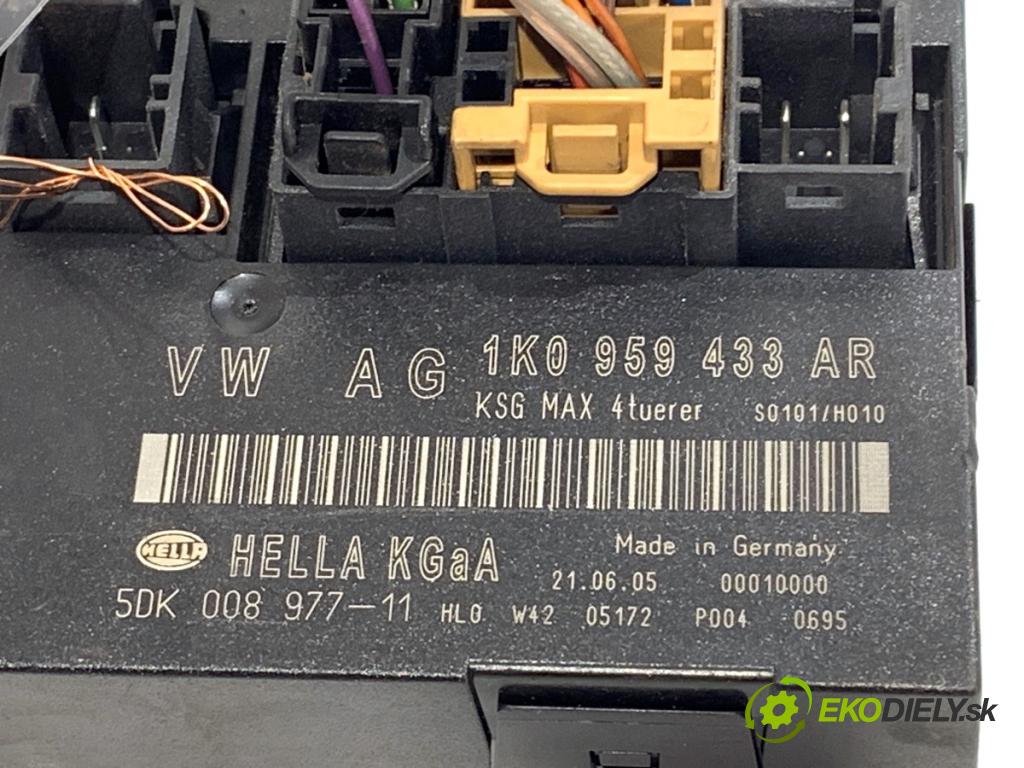 VW AG 1K0 959 433 AR
KSG MAX 4tuerer S0101/H010
HELLA HELLA KGaA Made in Germany
21.06.05 00010000
5DK 008 977-11 HLO W42 05172 P004 0695
EKODIELY.sk